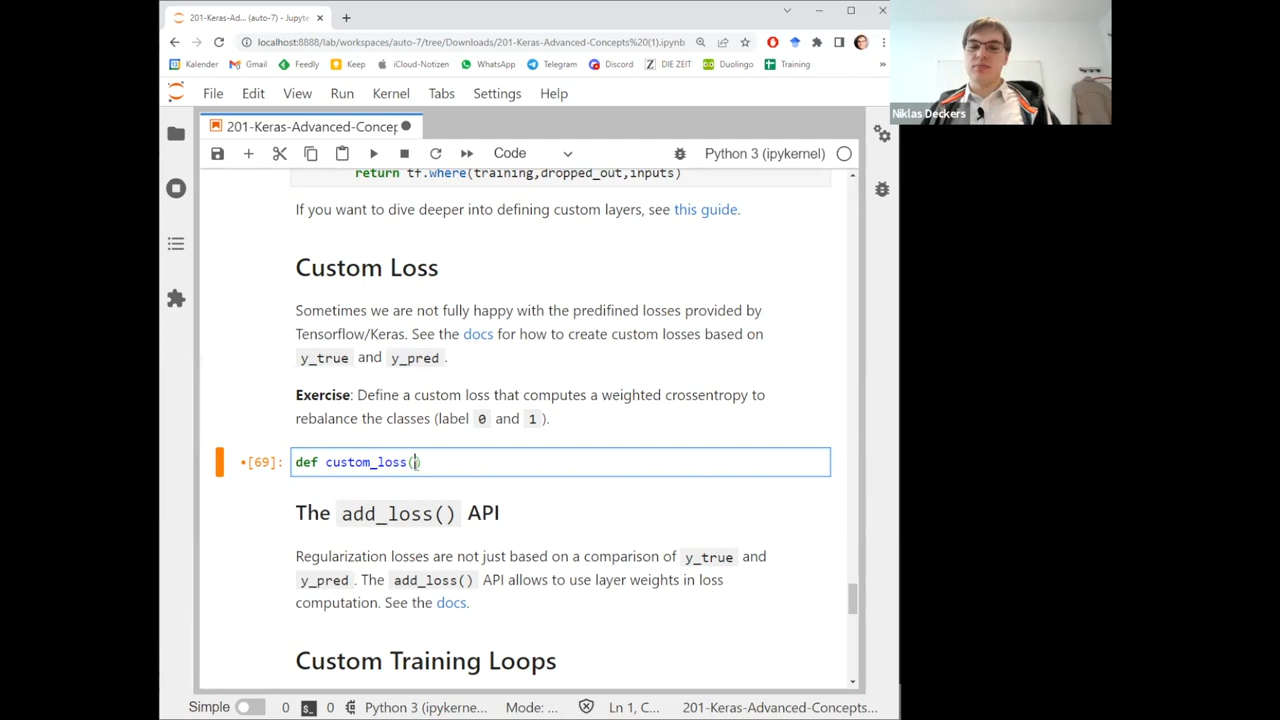 201-Keras-Ad... (auto-7) - Jupyte
localhost:8888/lab/workspaces/auto-7/tree/Downloads/201-Keras-Advanced-Concepts%20(1).ipynb
Kalender Gmail Feedly Keep iCloud-Notizen WhatsApp Telegram Discord DIE ZEIT Duolingo Training »
Niklas Deckers
File Edit View Run Kernel Tabs Settings Help
201-Keras-Advanced-Concep
Code Python 3 (ipykernel)
return tf.where(training,dropped_out,inputs)
If you want to dive deeper into defining custom layers, see this guide.
Custom Loss
Sometimes we are not fully happy with the predifined losses provided by
Tensorflow/Keras. See the docs for how to create custom losses based on
y_true and y_pred.
Exercise: Define a custom loss that computes a weighted crossentropy to
rebalance the classes (label 0 and 1).
•[69]: def custom_loss()
The add_loss() API
Regularization losses are not just based on a comparison of y_true and
y_pred. The add_loss() API allows to use layer weights in loss
computation. See the docs.
Custom Training Loops
Simple 0 $_ 0 Python 3 (ipykerne... Mode: ... Ln 1, C... 201-Keras-Advanced-Concepts...